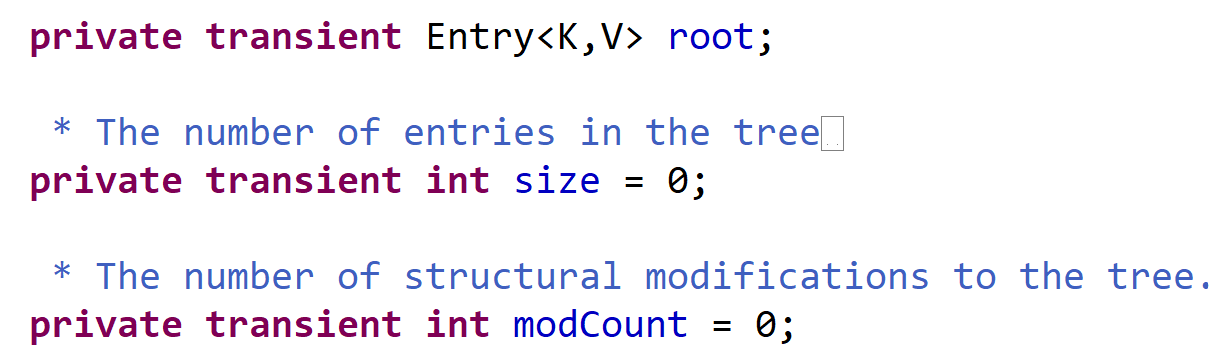 private transient Entry<K,V> root;
* The number of entries in the tree
private transient int size = 0;
* The number of structural modifications to the tree.
private transient int modCount = 0;